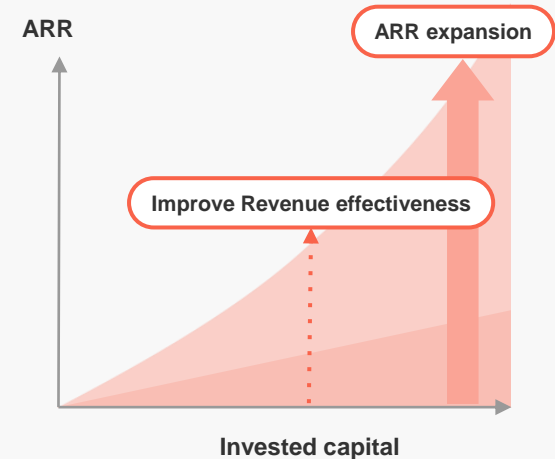 ARR
ARR expansion
Improve Revenue effectiveness
Invested capital